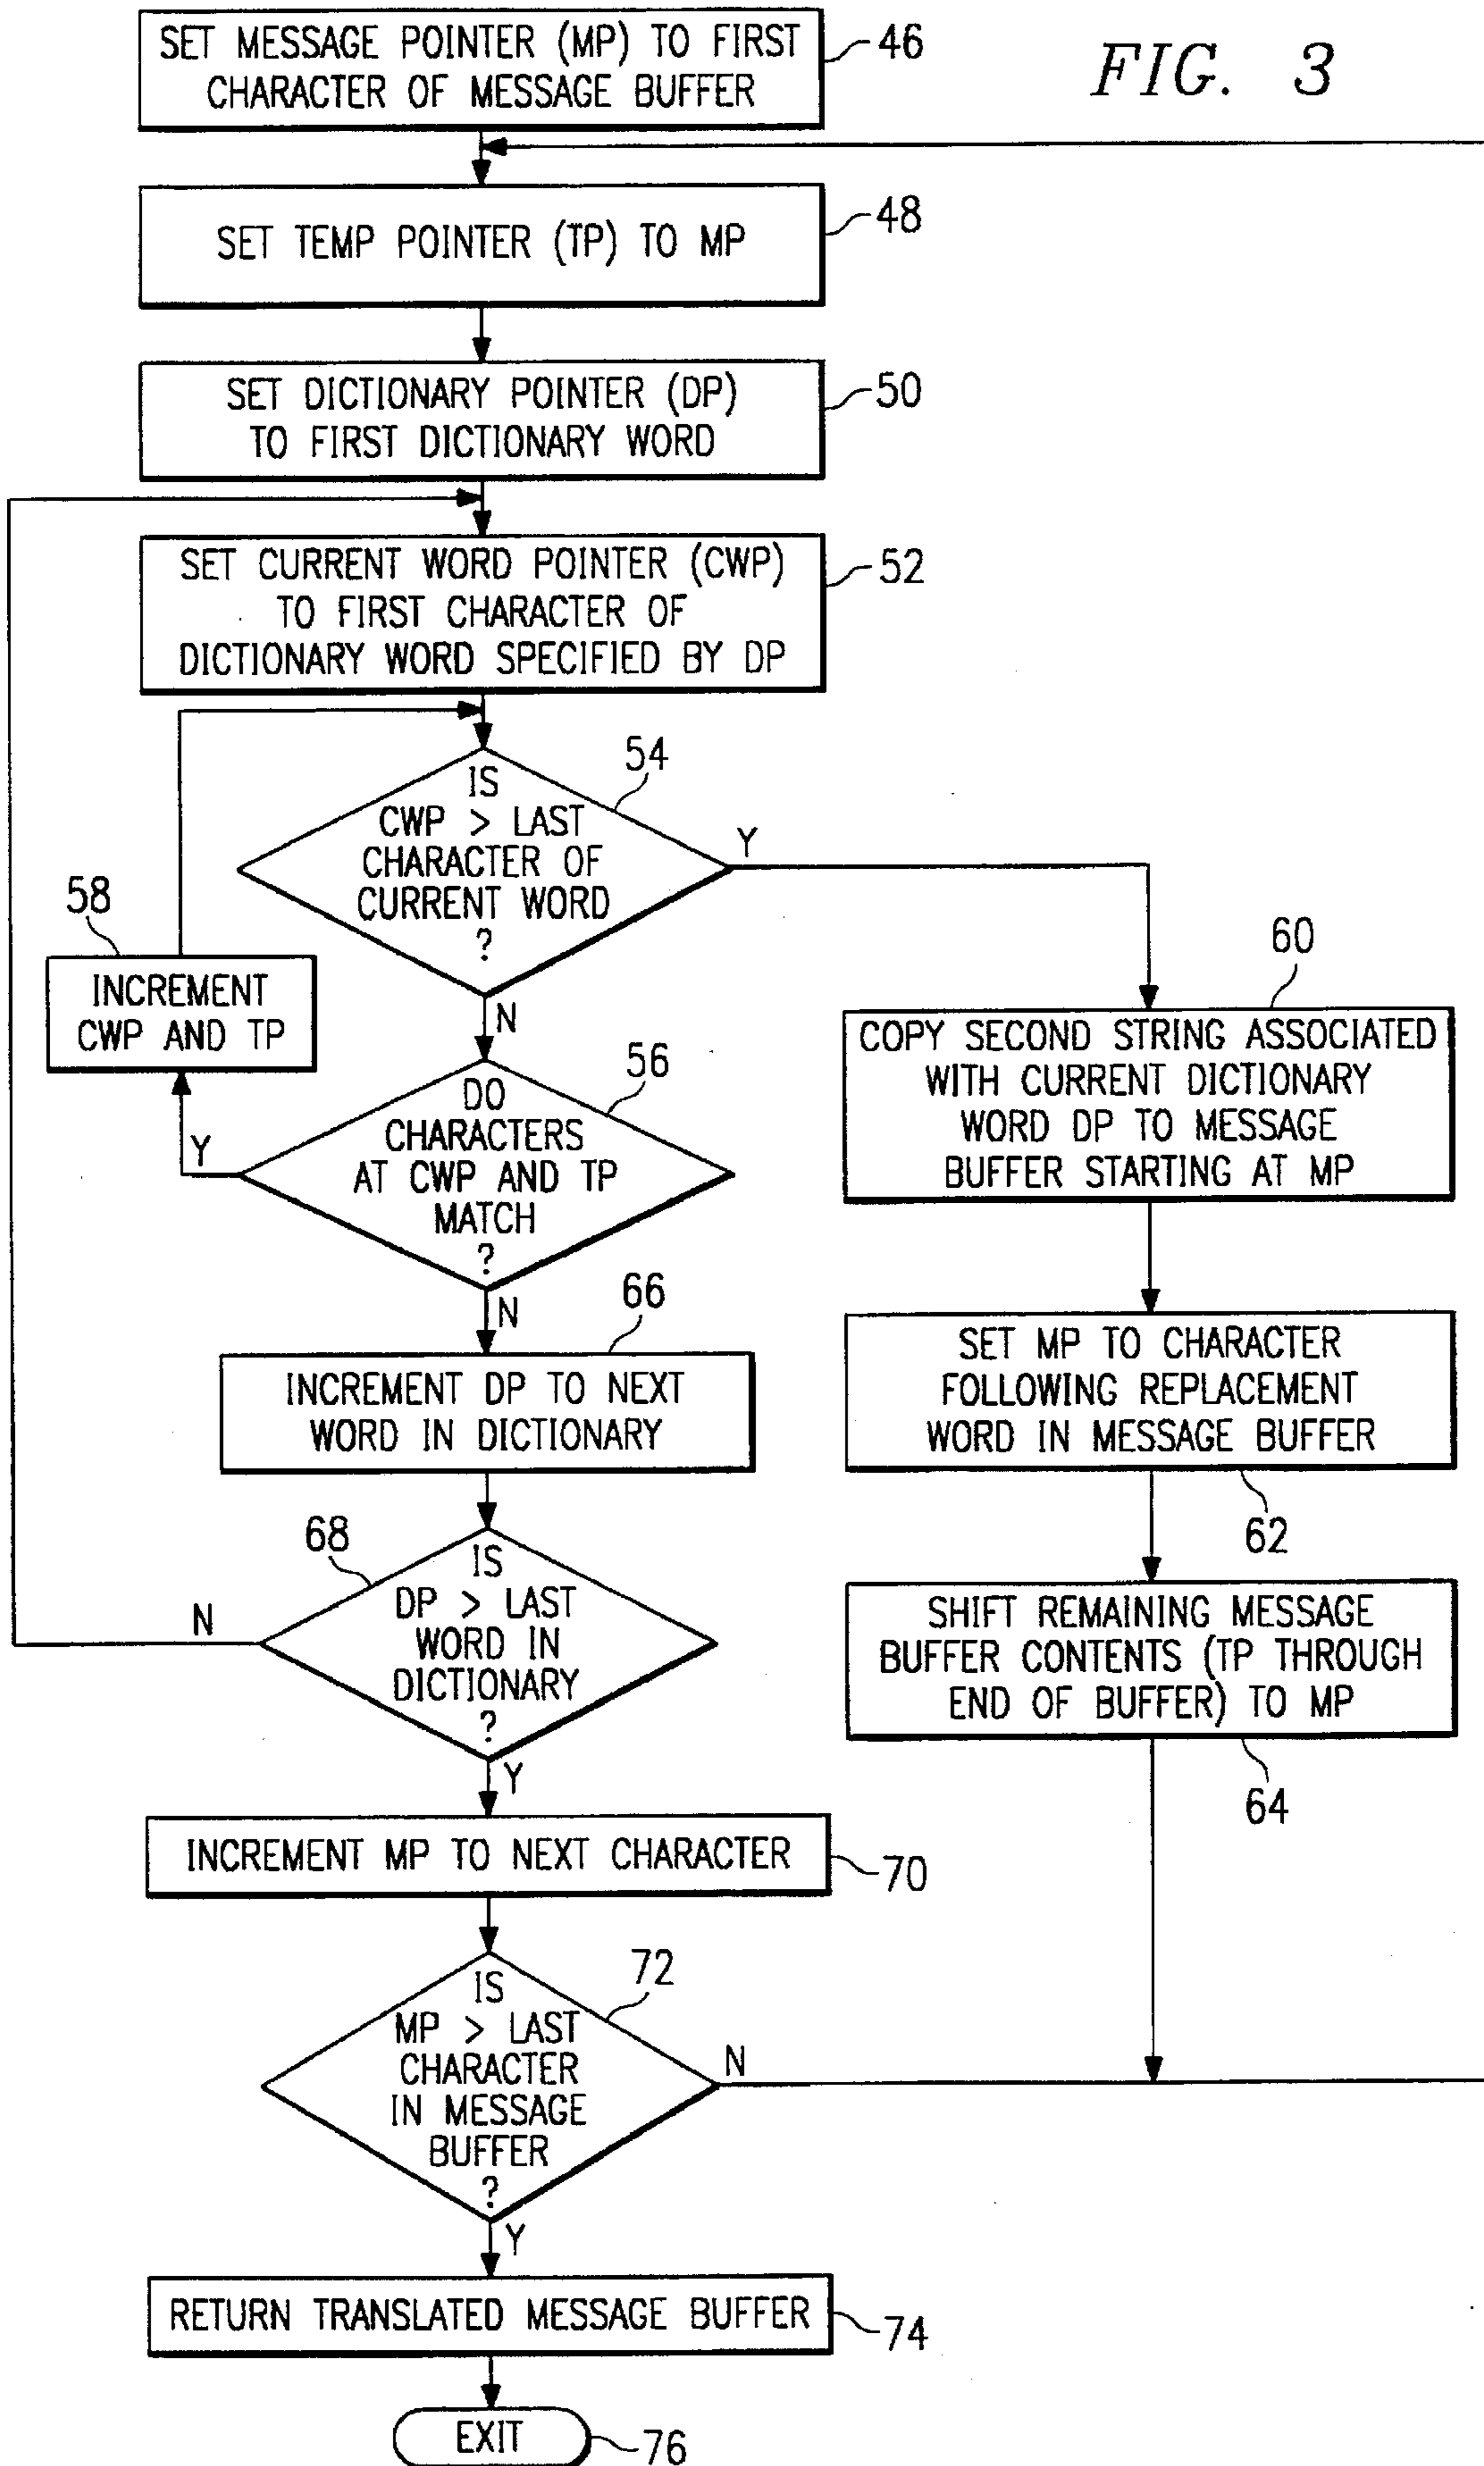 FIG. 3
SET MESSAGE POINTER (MP) TO FIRST
CHARACTER OF MESSAGE BUFFER
46
SET TEMP POINTER (TP) TO MP
48
SET DICTIONARY POINTER (DP)
TO FIRST DICTIONARY WORD
50
SET CURRENT WORD POINTER (CWP)
TO FIRST CHARACTER OF
DICTIONARY WORD SPECIFIED BY DP
52
IS
CWP > LAST
CHARACTER OF
CURRENT WORD
?
54
Y
N
58
INCREMENT
CWP AND TP
DO
CHARACTERS
AT CWP AND TP
MATCH
?
56
Y
N
60
COPY SECOND STRING ASSOCIATED
WITH CURRENT DICTIONARY
WORD DP TO MESSAGE
BUFFER STARTING AT MP
66
INCREMENT DP TO NEXT
WORD IN DICTIONARY
SET MP TO CHARACTER
FOLLOWING REPLACEMENT
WORD IN MESSAGE BUFFER
62
68
IS
DP > LAST
WORD IN
DICTIONARY
?
N
Y
SHIFT REMAINING MESSAGE
BUFFER CONTENTS (TP THROUGH
END OF BUFFER) TO MP
64
INCREMENT MP TO NEXT CHARACTER
70
IS
MP > LAST
CHARACTER
IN MESSAGE
BUFFER
?
72
N
Y
RETURN TRANSLATED MESSAGE BUFFER
74
EXIT
76